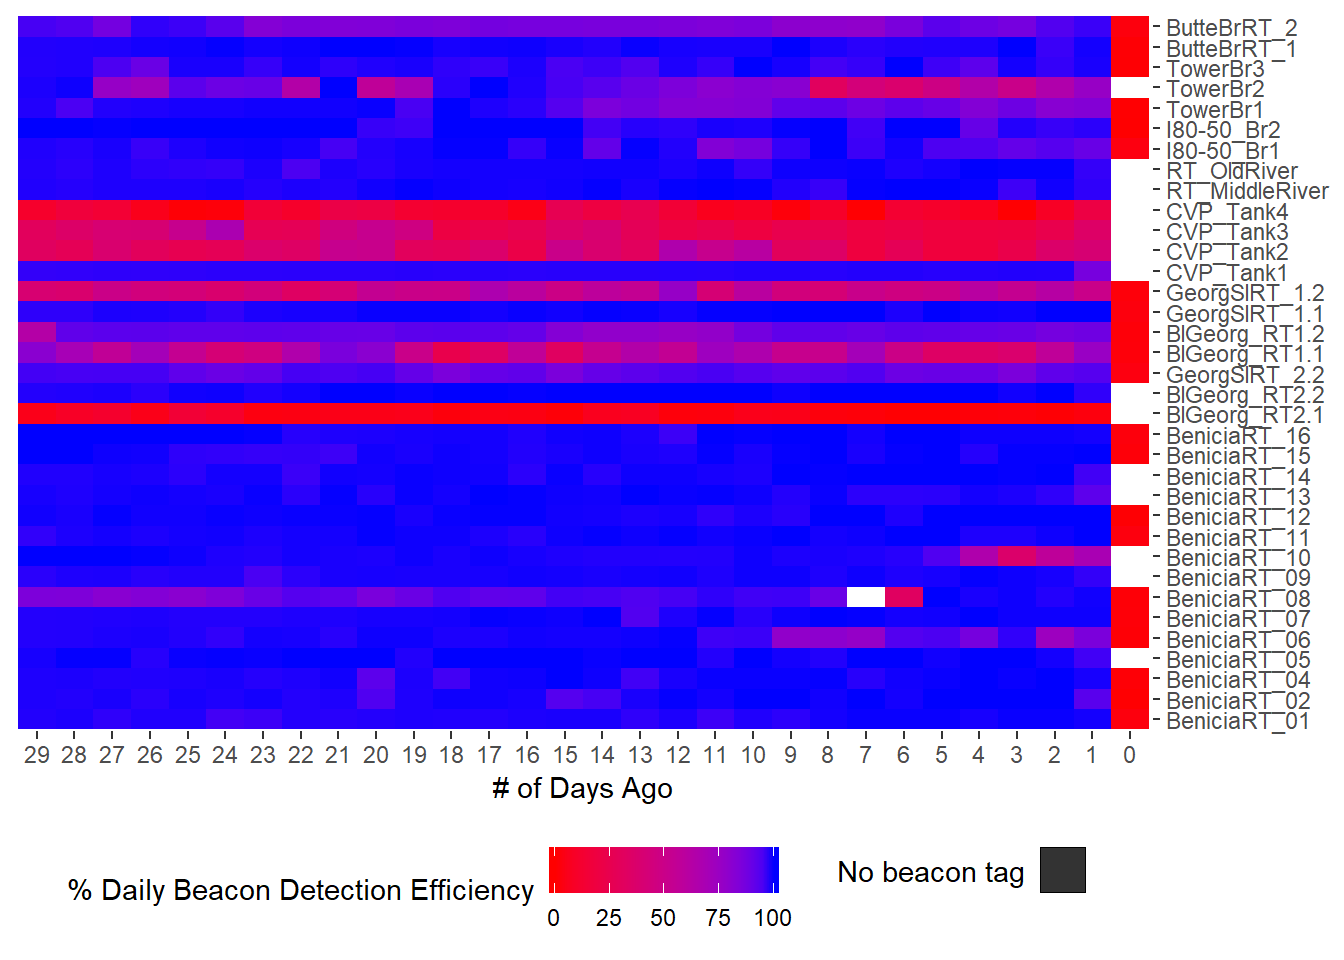 ButteBrRT_2
ButteBrRT_1
TowerBr3
TowerBr2
TowerBr1
I80-50_Br2
I80-50_Br1
RT_OldRiver
RT_MiddleRiver
CVP_Tank4
CVP_Tank3
CVP_Tank2
CVP_Tank1
GeorgSlRT_1.2
GeorgSlRT_1.1
BlGeorg_RT1.2
BlGeorg_RT1.1
GeorgSlRT_2.2
BlGeorg_RT2.2
BlGeorg_RT2.1
BeniciaRT_16
BeniciaRT_15
BeniciaRT_14
BeniciaRT_13
BeniciaRT_12
BeniciaRT_11
BeniciaRT_10
BeniciaRT_09
BeniciaRT_08
BeniciaRT_07
BeniciaRT_06
BeniciaRT_05
BeniciaRT_04
BeniciaRT_02
BeniciaRT_01
29 28 27 26 25 24 23 22 21 20 19 18 17 16 15 14 13 12 11 10 9 8 7 6 5 4 3 2 1 0
# of Days Ago
% Daily Beacon Detection Efficiency
0 25 50 75 100
No beacon tag